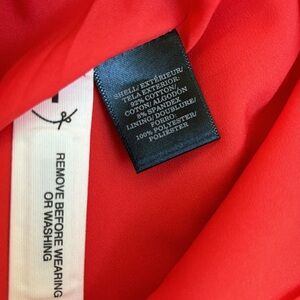 SHELL/EXTÉRIEUR/
TELA EXTERIOR:
92% COTTON/
COTON/ALGODÓN
8% SPANDEX
LINING/DOUBLURE/
FORRO:
100% POLYESTER/
POLIÉSTER
REMOVE BEFORE WEARING
OR WASHING